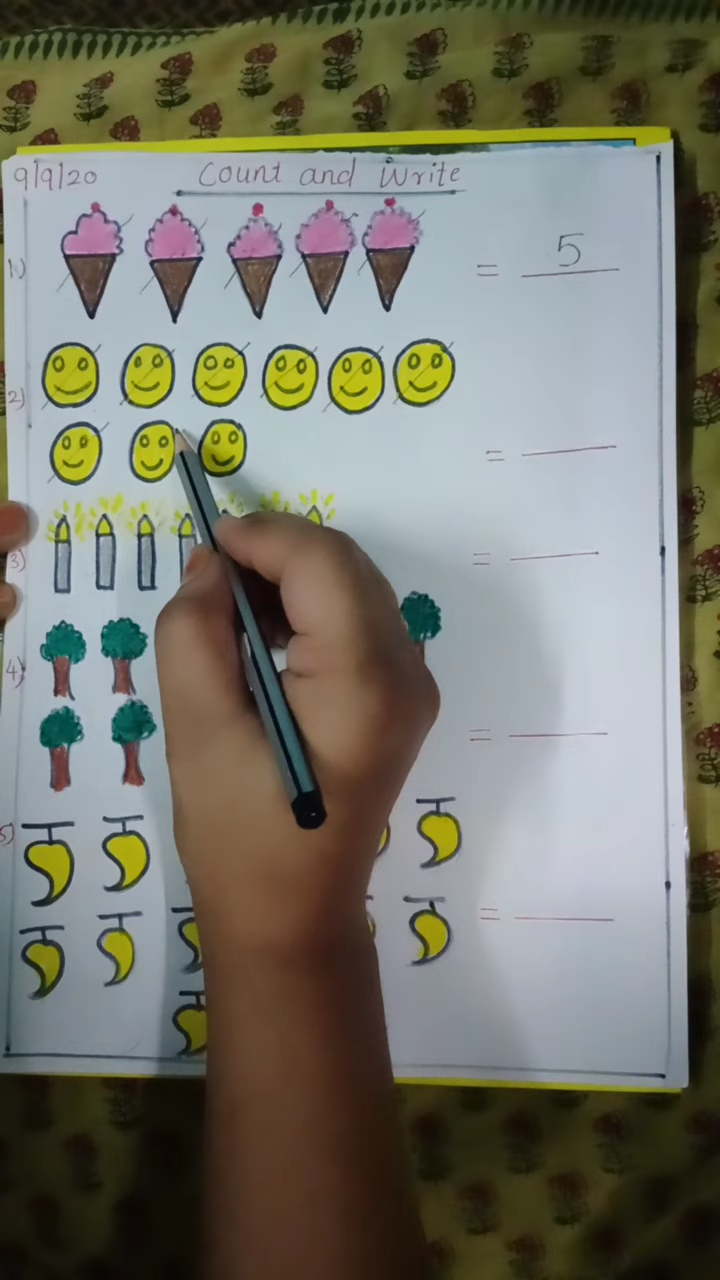 9/9/20 Count and Write
1) = 5
2) =
3) =
4) =
5) =